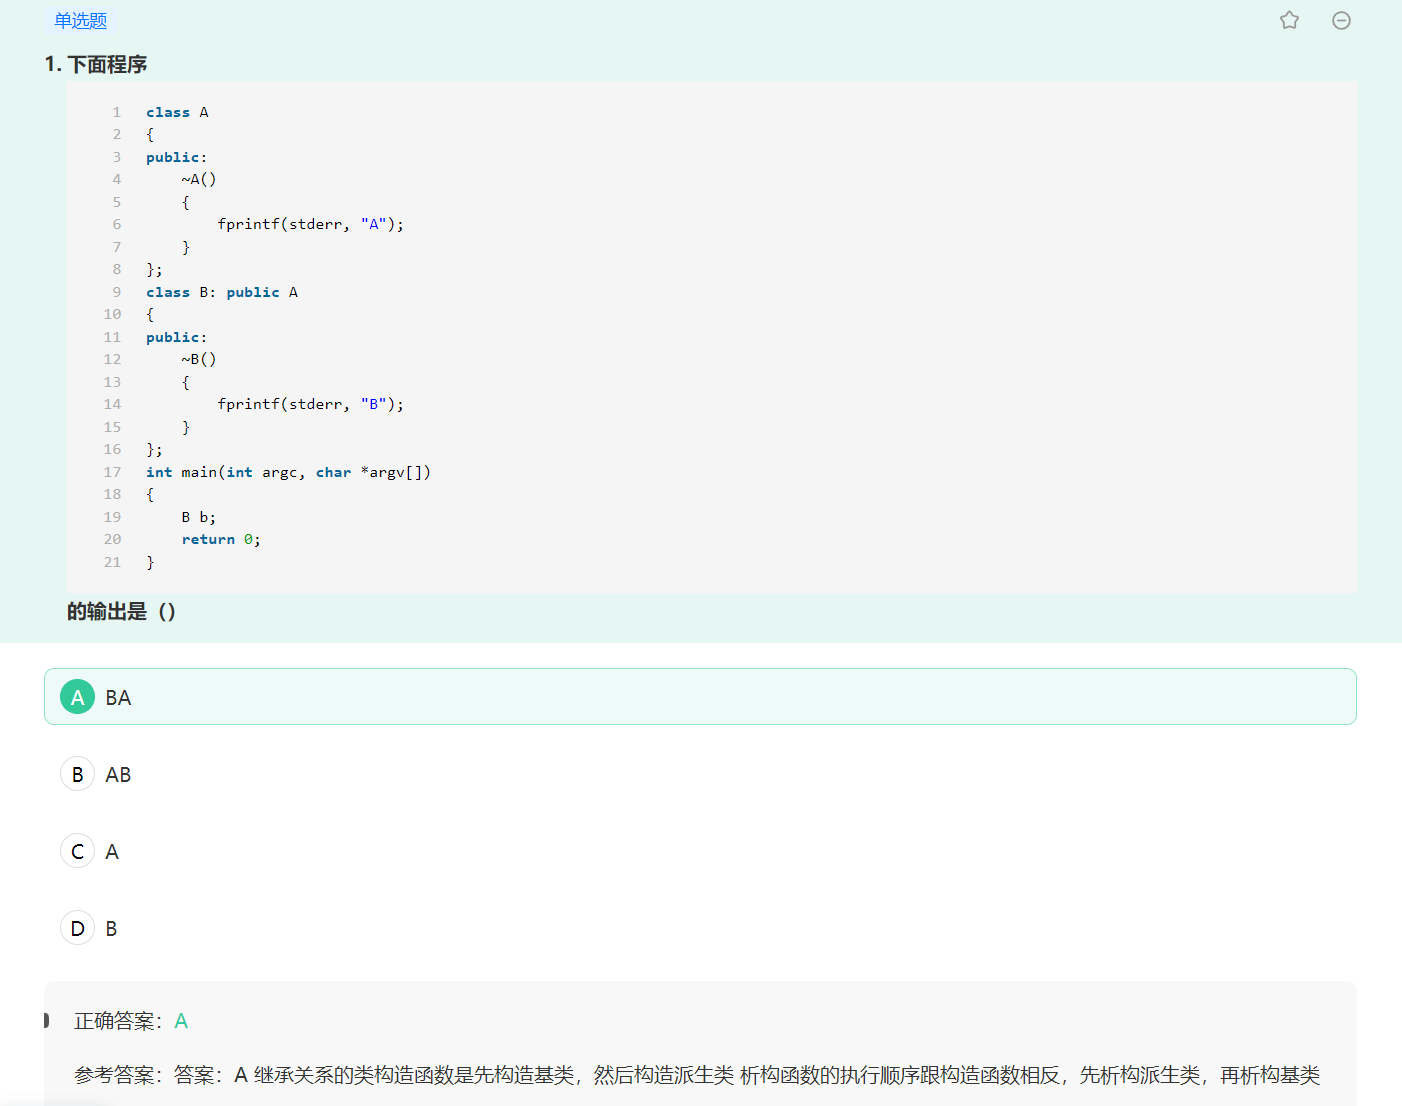 单选题
1. 下面程序
1 class A
2 {
3 public:
4     ~A()
5     {
6         fprintf(stderr, "A");
7     }
8 };
9 class B: public A
10 {
11 public:
12     ~B()
13     {
14         fprintf(stderr, "B");
15     }
16 };
17 int main(int argc, char *argv[])
18 {
19     B b;
20     return 0;
21 }
的输出是（）
A BA
B AB
C A
D B
正确答案：A
参考答案：答案：A 继承关系的类构造函数是先构造基类，然后构造派生类 析构函数的执行顺序跟构造函数相反，先析构派生类，再析构基类